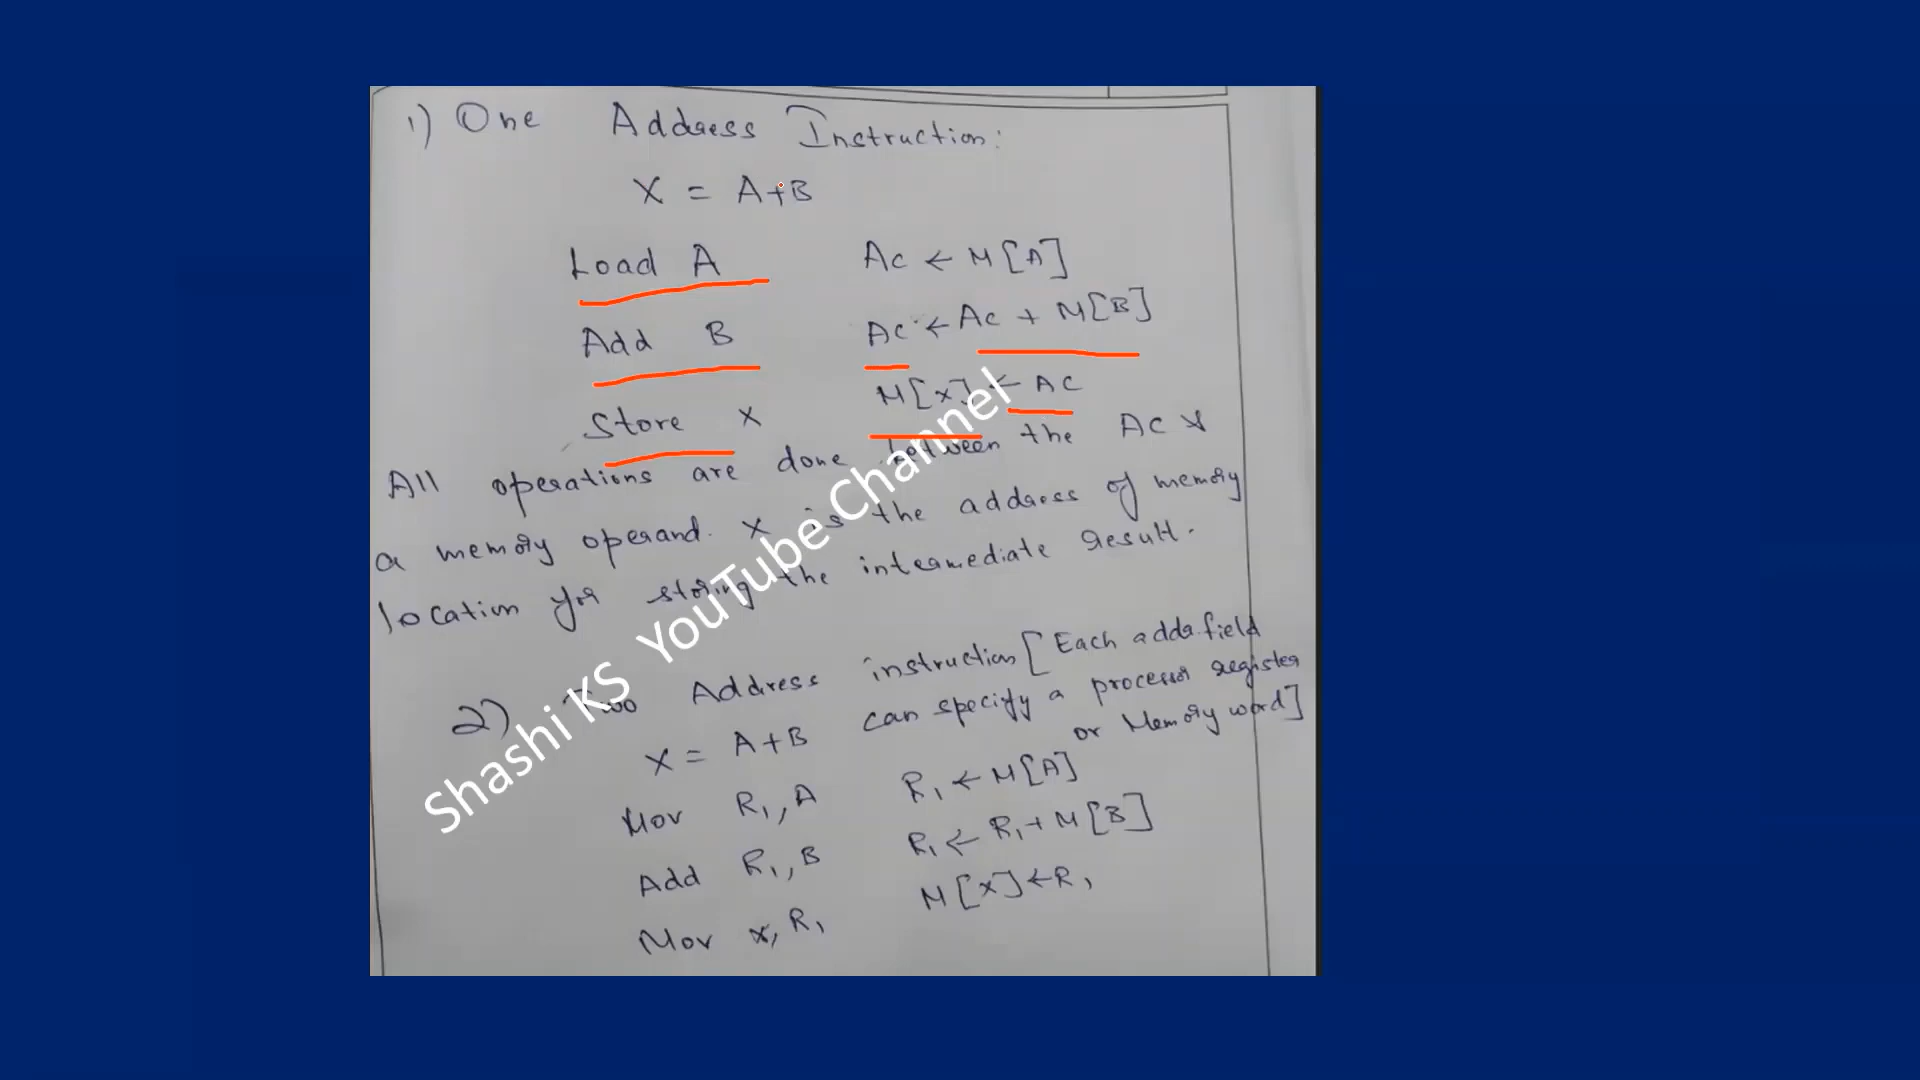 1) One Address Instruction:
X = A+B
Load A AC ← M[A]
Add B AC ← AC + M[B]
Store X M[X] ← AC
All operations are done between the AC &
a memory operand. X is the address of memory
location for storing the intermediate result.
2) Two Address instruction [Each addr. field
can specify a processor register
or Memory word]
X = A+B
Mov R1, A R1 ← M[A]
Add R1, B R1 ← R1 + M[B]
Mov X, R1 M[X] ← R1
Shashi KS YouTube Channel